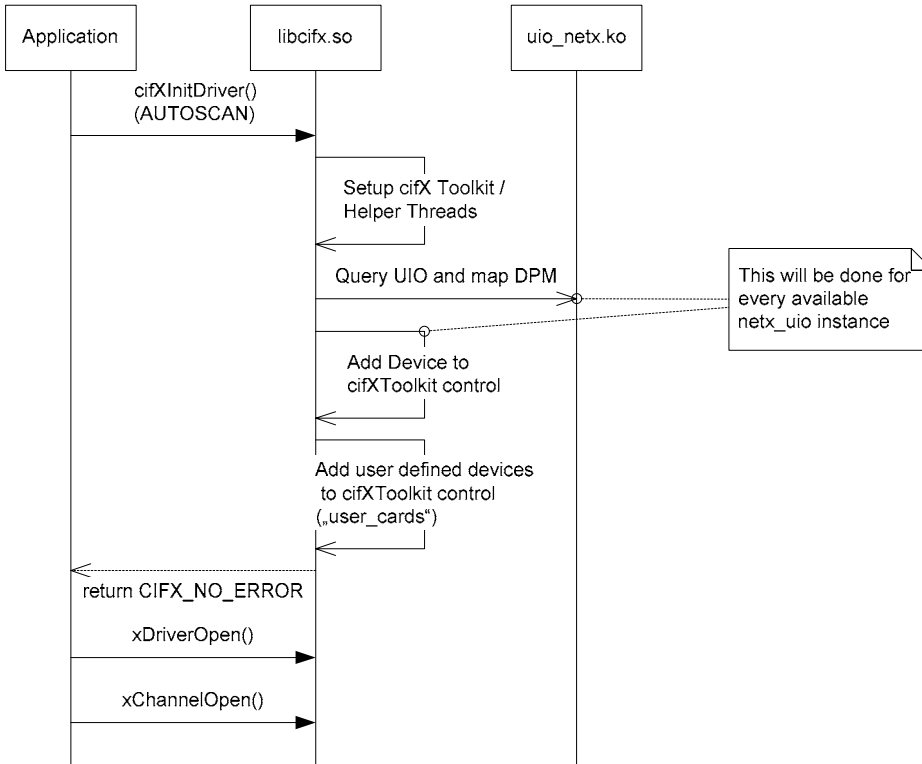 Application
libcifx.so
uio_netx.ko
cifXInitDriver()
(AUTOSCAN)
Setup cifX Toolkit /
Helper Threads
Query UIO and map DPM
This will be done for
every available
netx_uio instance
Add Device to
cifXToolkit control
Add user defined devices
to cifXToolkit control
(„user_cards“)
return CIFX_NO_ERROR
xDriverOpen()
xChannelOpen()